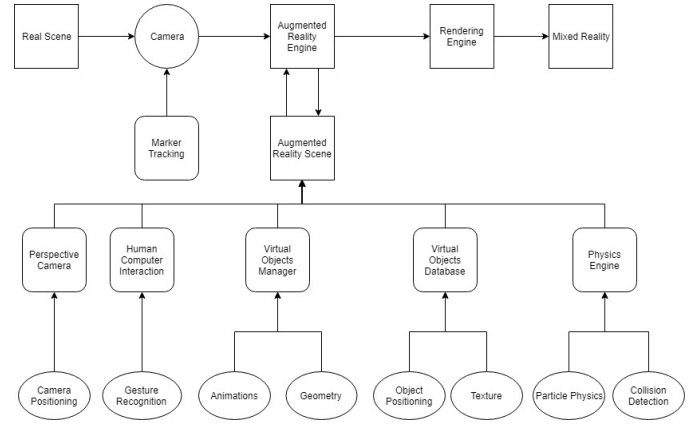 Real Scene
Camera
Augmented
Reality
Engine
Rendering
Engine
Mixed Reality
Marker
Tracking
Augmented
Reality Scene
Perspective
Camera
Human
Computer
Interaction
Virtual
Objects
Manager
Virtual
Objects
Database
Physics
Engine
Camera
Positioning
Gesture
Recognition
Animations
Geometry
Object
Positioning
Texture
Particle Physics
Collision
Detection